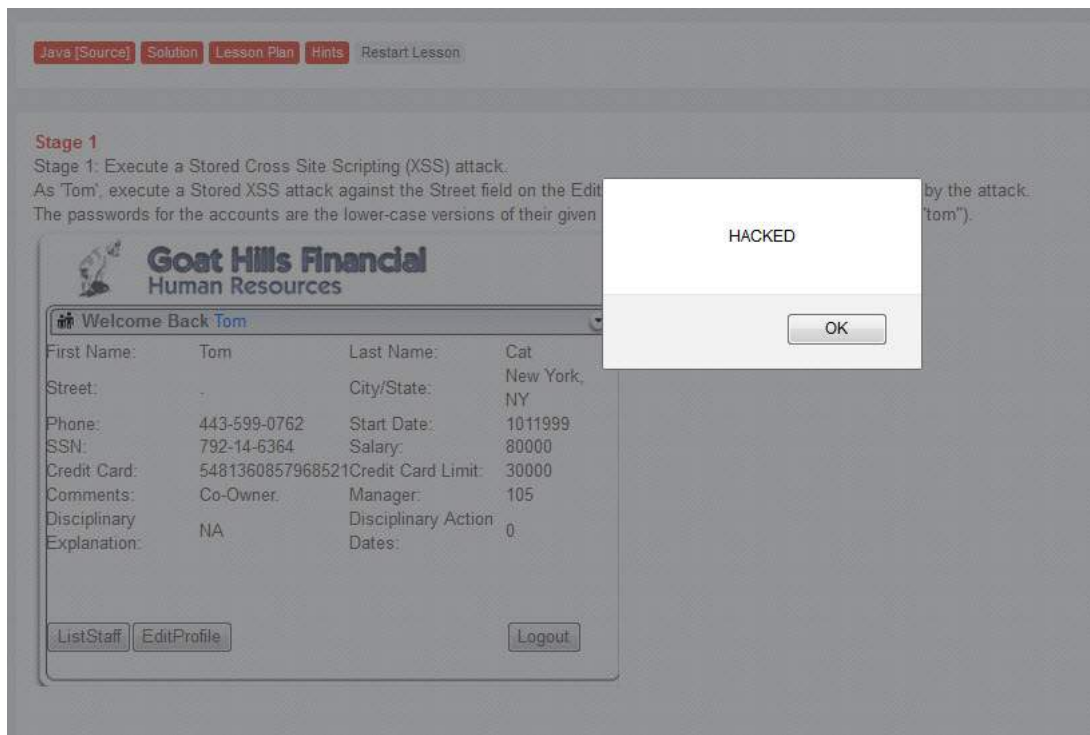 Java [Source] Solution Lesson Plan Hints Restart Lesson
Stage 1
Stage 1: Execute a Stored Cross Site Scripting (XSS) attack.
As 'Tom', execute a Stored XSS attack against the Street field on the Edit by the attack.
The passwords for the accounts are the lower-case versions of their given "tom").
HACKED
OK
Goat Hills Financial
Human Resources
Welcome Back Tom
First Name: Tom Last Name: Cat
Street: . City/State: New York, NY
Phone: 443-599-0762 Start Date: 1011999
SSN: 792-14-6364 Salary: 80000
Credit Card: 5481360857968521 Credit Card Limit: 30000
Comments: Co-Owner. Manager: 105
Disciplinary Explanation: NA Disciplinary Action Dates: 0
ListStaff EditProfile Logout